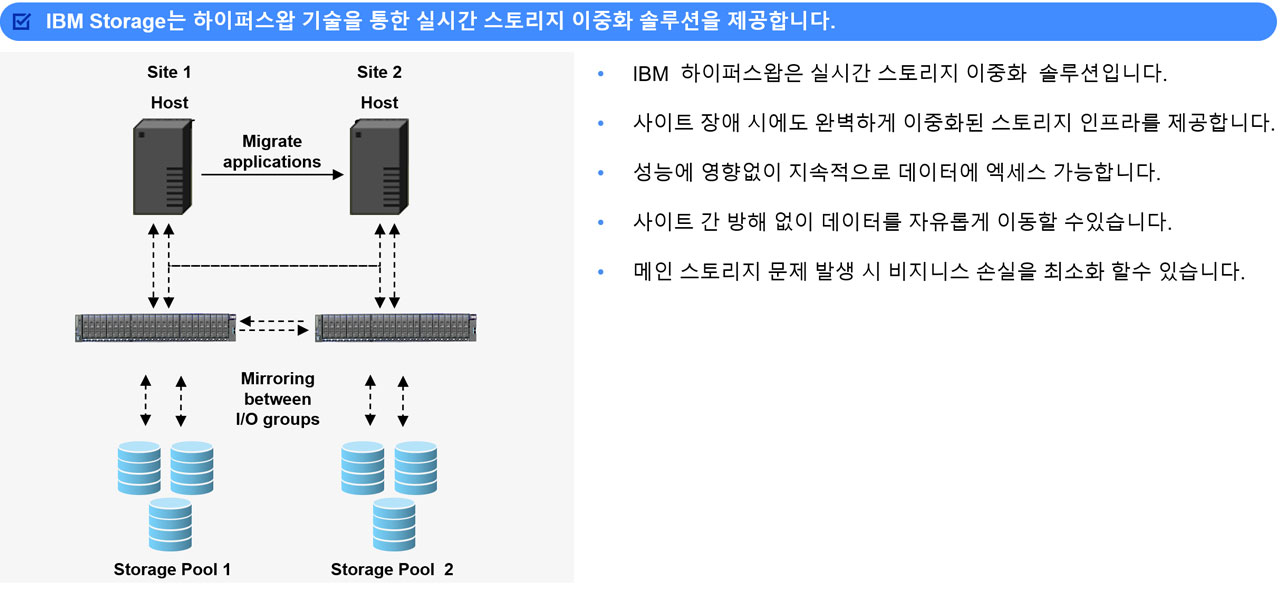 IBM Storage는 하이퍼스왑 기술을 통한 실시간 스토리지 이중화 솔루션을 제공합니다.
Site 1
Site 2
Host
Host
Migrate
applications
Mirroring
between
I/O groups
Storage Pool 1
Storage Pool 2
• IBM 하이퍼스왑은 실시간 스토리지 이중화 솔루션입니다.
• 사이트 장애 시에도 완벽하게 이중화된 스토리지 인프라를 제공합니다.
• 성능에 영향없이 지속적으로 데이터에 엑세스 가능합니다.
• 사이트 간 방해 없이 데이터를 자유롭게 이동할 수있습니다.
• 메인 스토리지 문제 발생 시 비지니스 손실을 최소화 할수 있습니다.